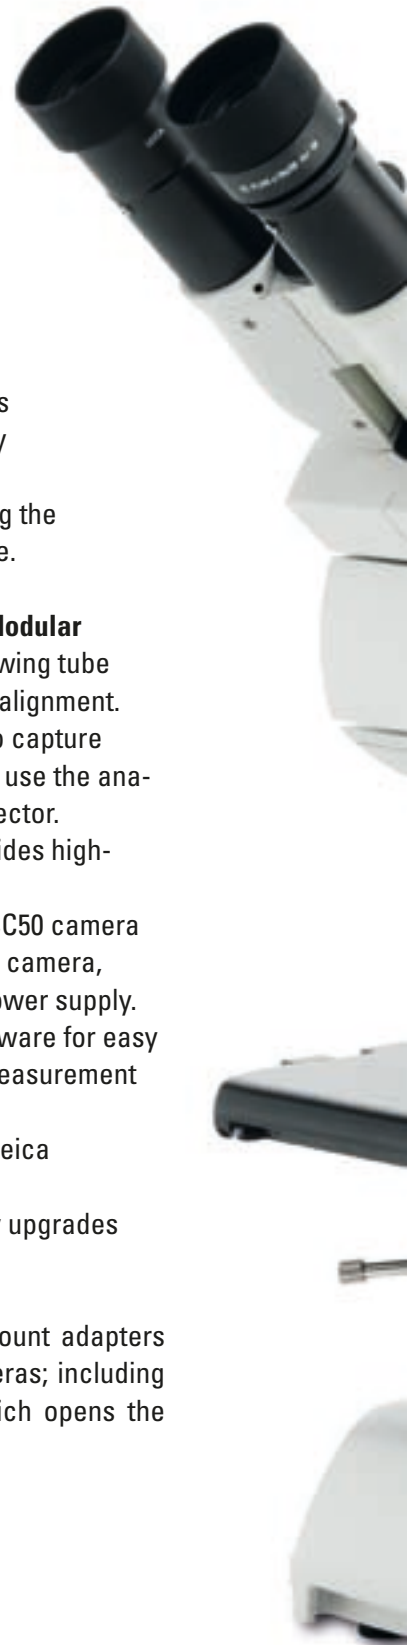 s
y
g the
e.
lodular
wing tube
alignment.
o capture
use the ana-
ector.
ides high-
C50 camera
camera,
ower supply.
ware for easy
easurement
eica
upgrades
ount adapters
eras; including
ich opens the